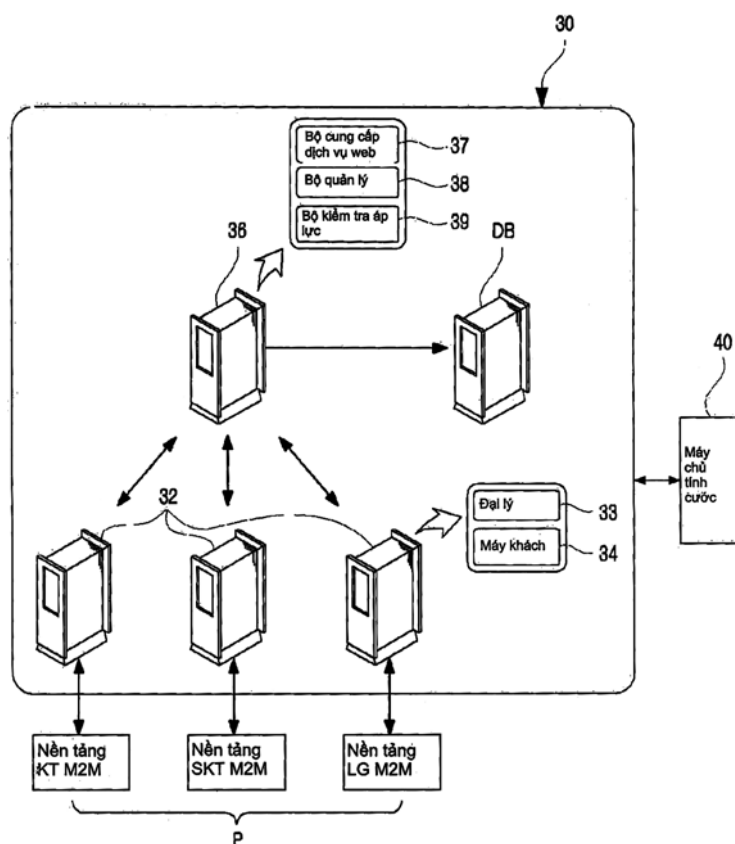 30
Bộ cung cấp
dịch vụ web
37
Bộ quản lý
38
Bộ kiểm tra áp
lực
39
36
DB
40
Máy
chủ
tính
cước
32
Đại lý
33
Máy khách
34
Nền tảng
KT M2M
Nền tảng
SKT M2M
Nền tảng
LG M2M
P